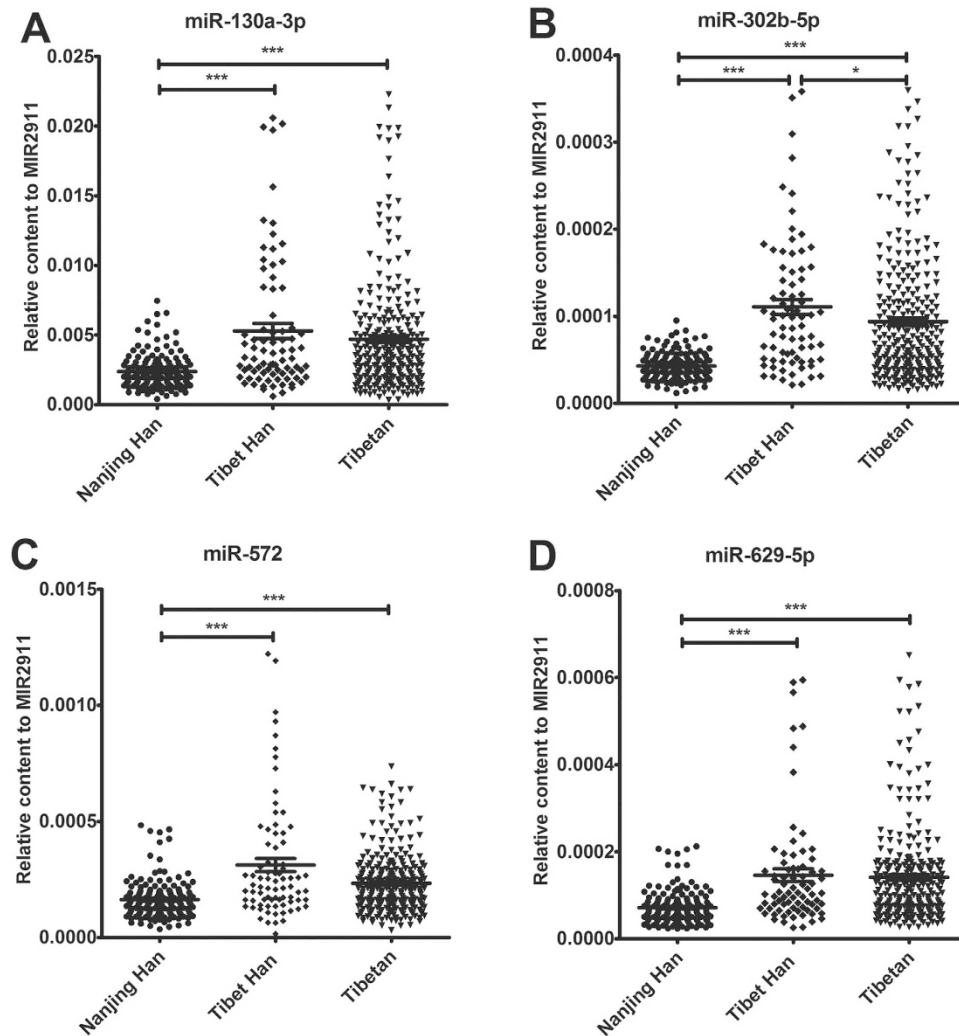 A
miR-130a-3p
Relative content to MIR2911
0.025
0.020
0.015
0.010
0.005
0.000
***
***
Nanjing Han
Tibet Han
Tibetan
B
miR-302b-5p
Relative content to MIR2911
0.0004
0.0003
0.0002
0.0001
0.0000
***
*** *
Nanjing Han
Tibet Han
Tibetan
C
miR-572
Relative content to MIR2911
0.0015
0.0010
0.0005
0.0000
***
***
Nanjing Han
Tibet Han
Tibetan
D
miR-629-5p
Relative content to MIR2911
0.0008
0.0006
0.0004
0.0002
0.0000
***
***
Nanjing Han
Tibet Han
Tibetan